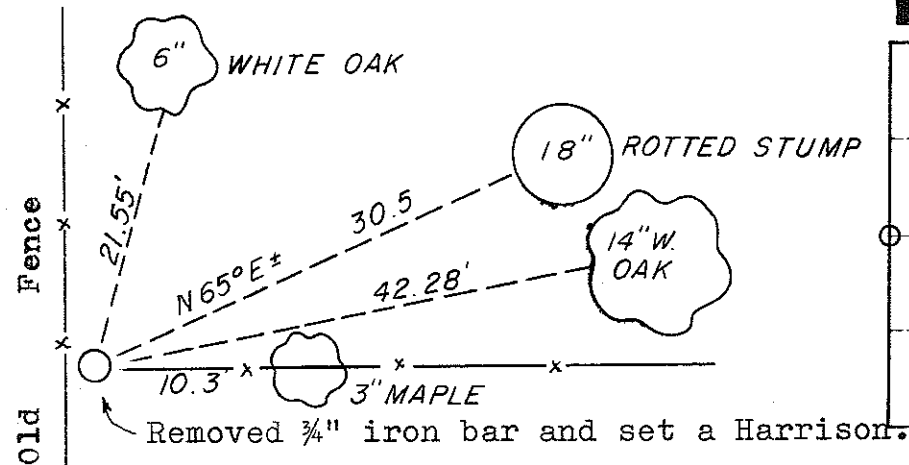 6" WHITE OAK
18" ROTTED STUMP
21.55'
30.5
N65°E±
14" W.
OAK
42.28'
10.3
3" MAPLE
Old Fence
Removed ¾" iron bar and set a Harrison.